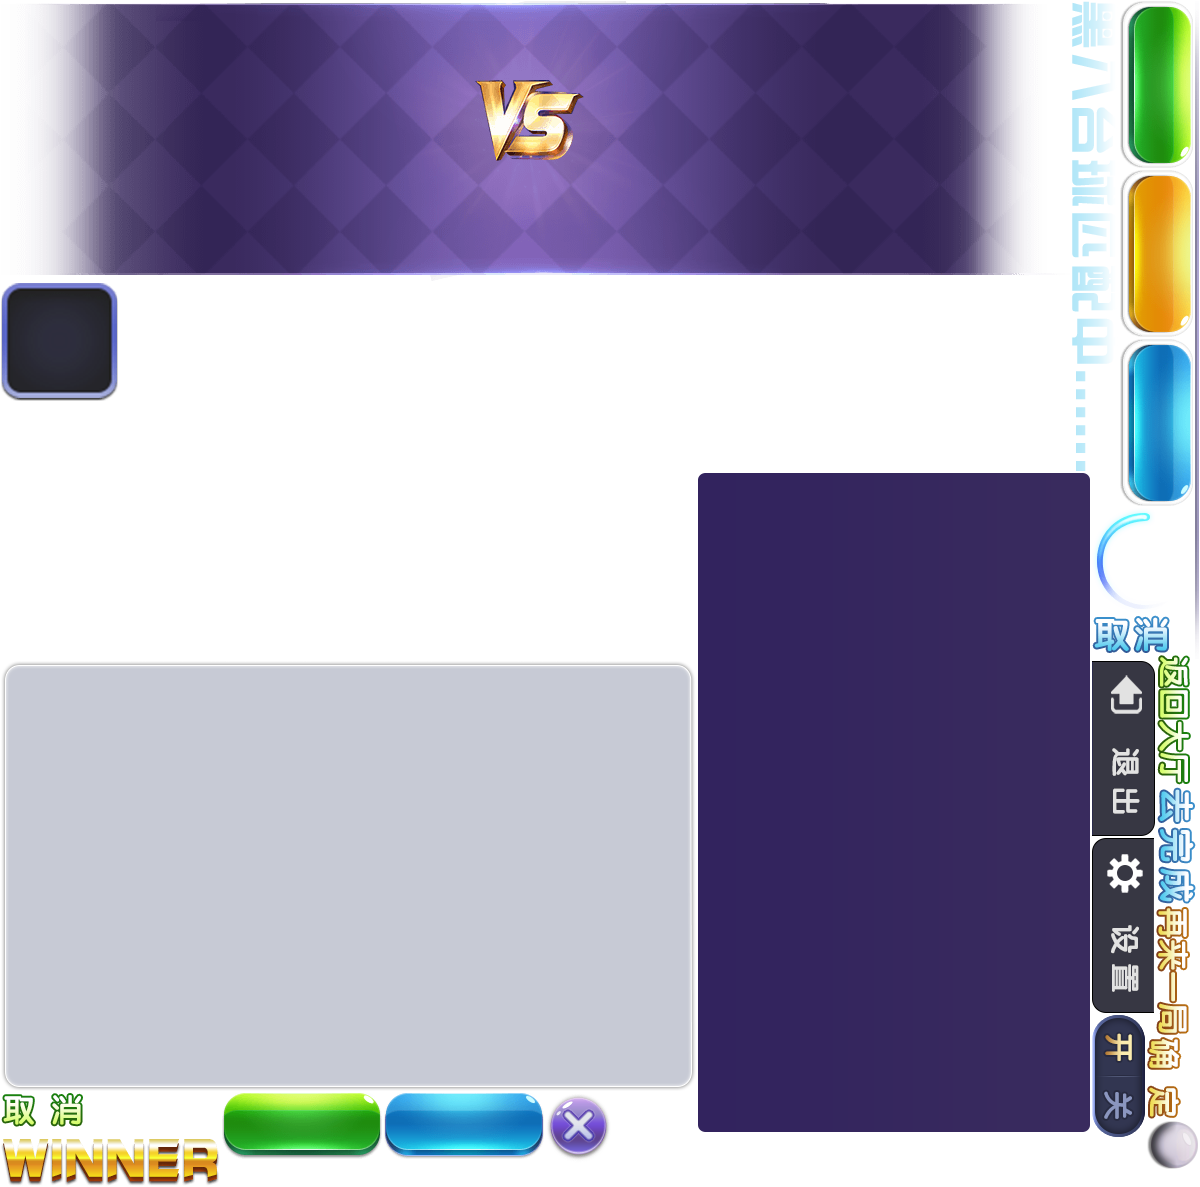 VS
黑八台球匹配中......
取消
返回大厅
退出
去完成
设置
再来一局
开 关
确 定
取 消
WINNER